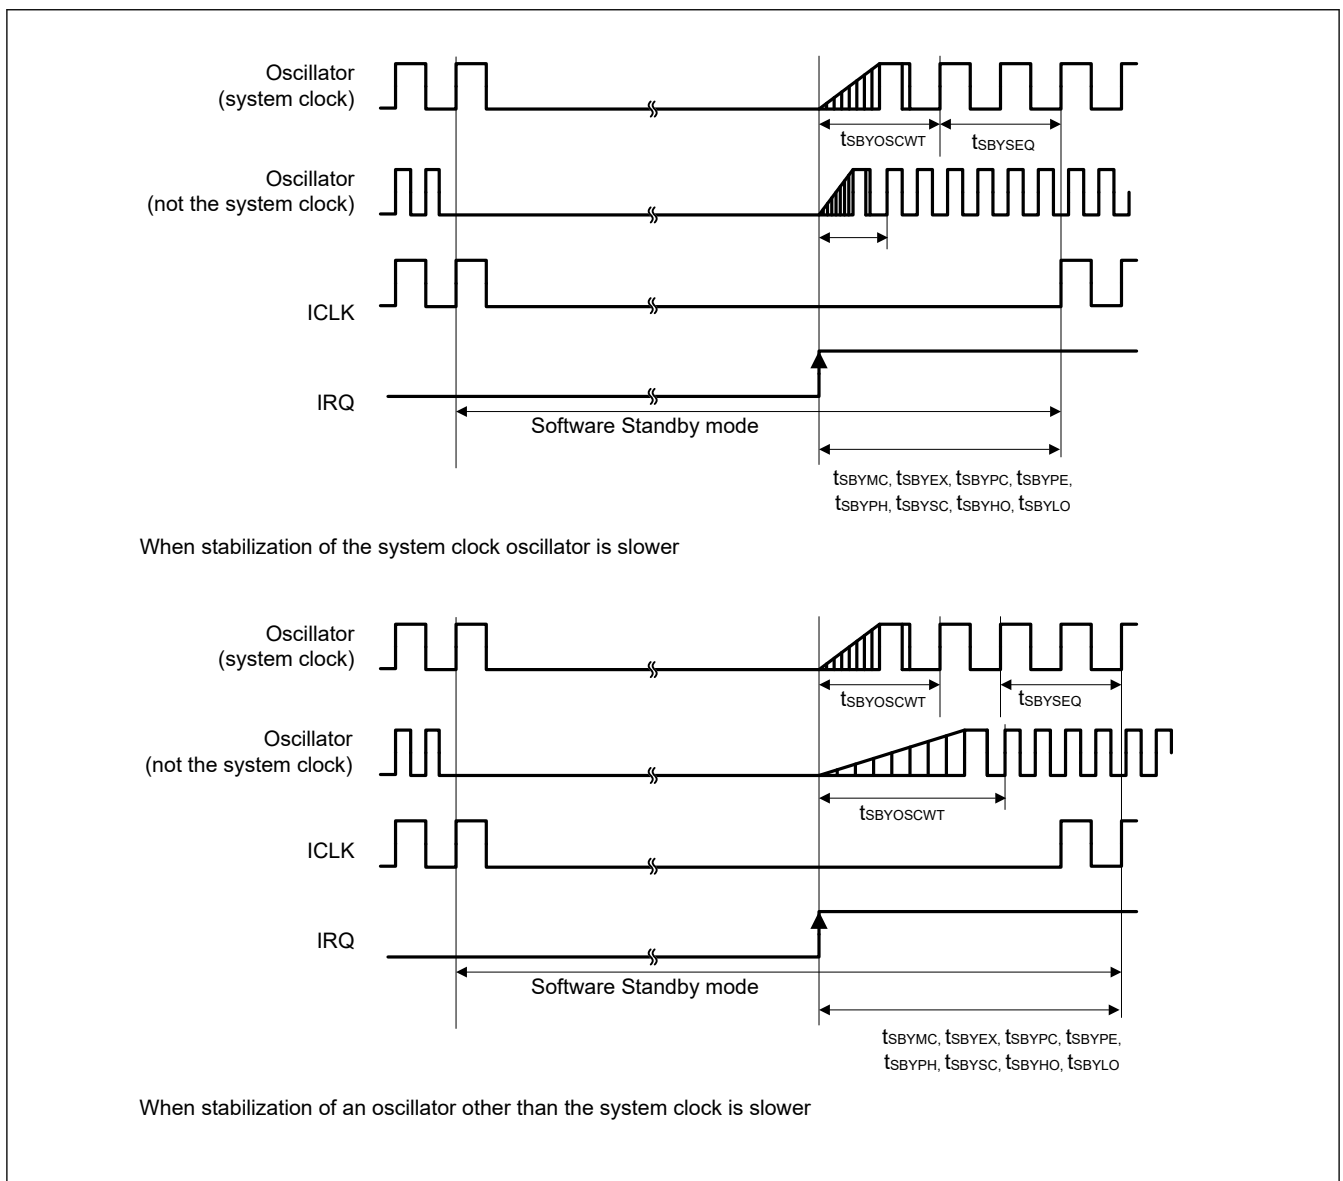 Oscillator
(system clock)
tSBYOSCWT
tSBYSEQ
Oscillator
(not the system clock)
ICLK
IRQ
Software Standby mode
tSBYMC, tSBYEX, tSBYPC, tSBYPE,
tSBYPH, tSBYSC, tSBYHO, tSBYLO
When stabilization of the system clock oscillator is slower
Oscillator
(system clock)
tSBYOSCWT
tSBYSEQ
Oscillator
(not the system clock)
tSBYOSCWT
ICLK
IRQ
Software Standby mode
tSBYMC, tSBYEX, tSBYPC, tSBYPE,
tSBYPH, tSBYSC, tSBYHO, tSBYLO
When stabilization of an oscillator other than the system clock is slower